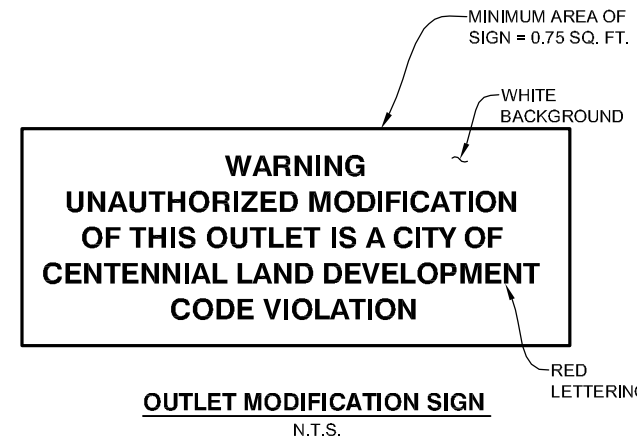 MINIMUM AREA OF
SIGN = 0.75 SQ. FT.
WHITE
BACKGROUND
WARNING
UNAUTHORIZED MODIFICATION
OF THIS OUTLET IS A CITY OF
CENTENNIAL LAND DEVELOPMENT
CODE VIOLATION
RED
LETTERING
OUTLET MODIFICATION SIGN
N.T.S.